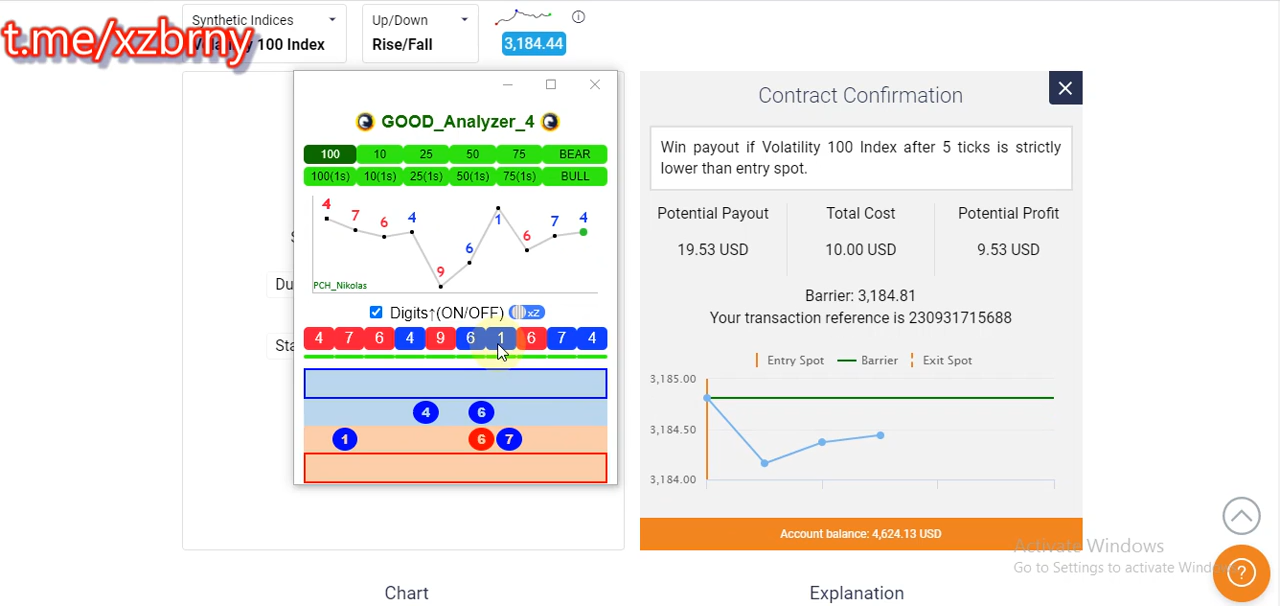 Synthetic Indices
Up/Down
t.me/xzbrny
Volatility 100 Index
Rise/Fall
3,184.44
GOOD_Analyzer_4
100 10 25 50 75 BEAR
100(1s) 10(1s) 25(1s) 50(1s) 75(1s) BULL
4 7 6 4 9 6 1 6 7 4
PCH_Nikolas
Digits↑(ON/OFF) xZ
4 7 6 4 9 6 1 6 7 4
4 6
1 6 7
Du
Sta
Contract Confirmation
Win payout if Volatility 100 Index after 5 ticks is strictly
lower than entry spot.
Potential Payout Total Cost Potential Profit
19.53 USD 10.00 USD 9.53 USD
Barrier: 3,184.81
Your transaction reference is 230931715688
Entry Spot Barrier Exit Spot
3,185.00
3,184.50
3,184.00
Account balance: 4,624.13 USD
Activate Windows
Go to Settings to activate Windo
Chart
Explanation